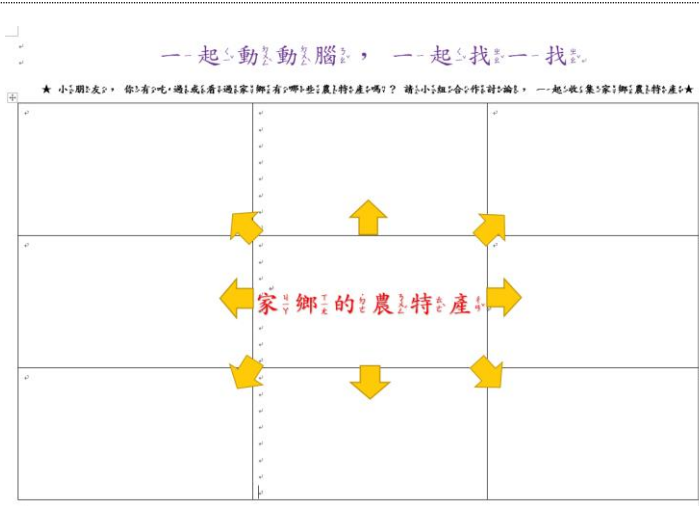 一起動動腦，一起找一找
★ 小朋友，你有吃過或看過家鄉有哪些農特產嗎？請小組合作討論，一起收集家鄉農特產★
家鄉的農特產